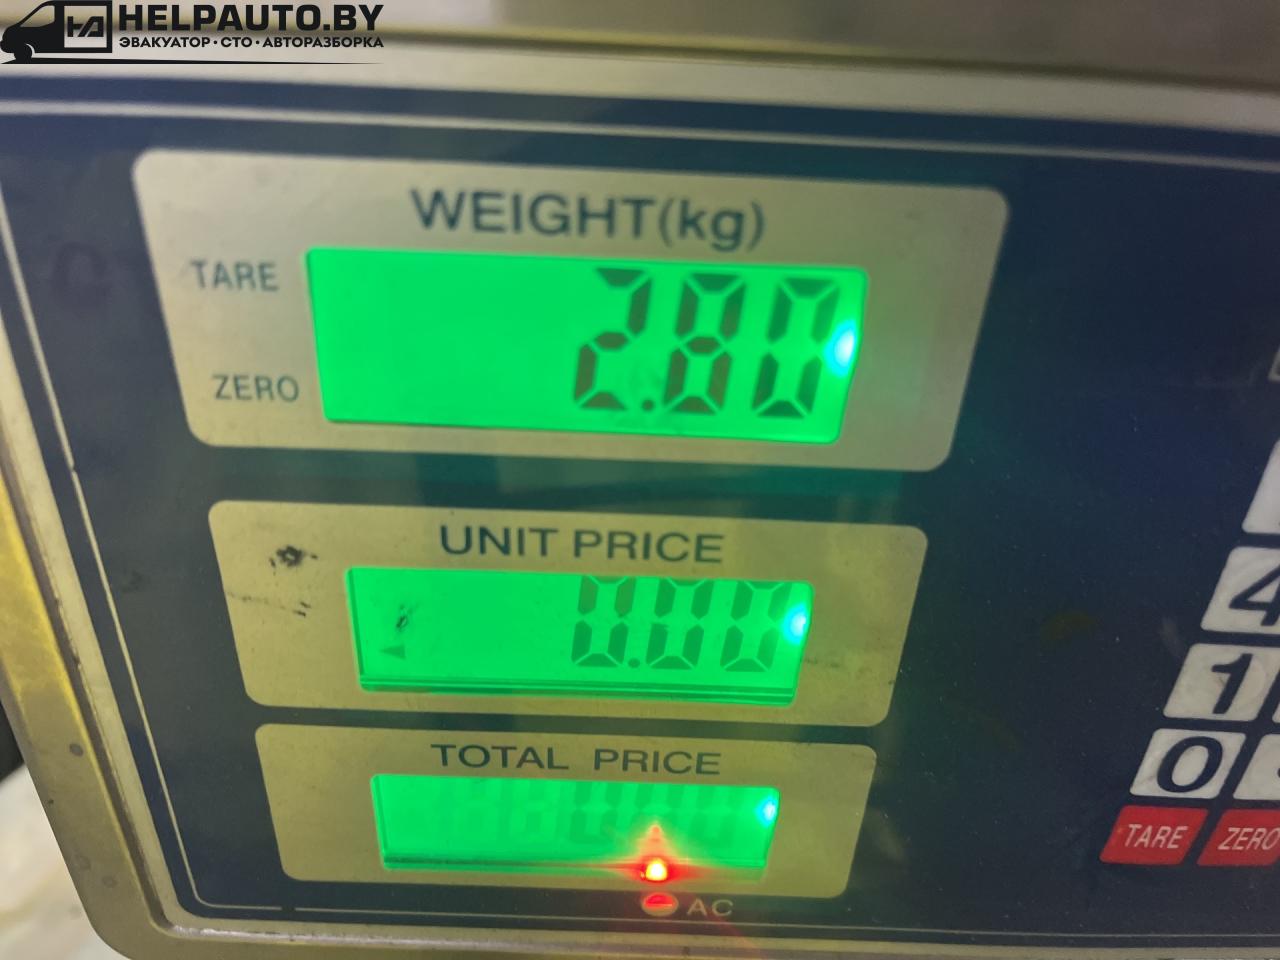 HELPAUTO.BY
ЭВАКУАТОР·СТО·АВТОРАЗБОРКА
WEIGHT(kg)
TARE
2.80
ZERO
UNIT PRICE
0.00
4
1
TOTAL PRICE
0
TARE
ZERO
AC